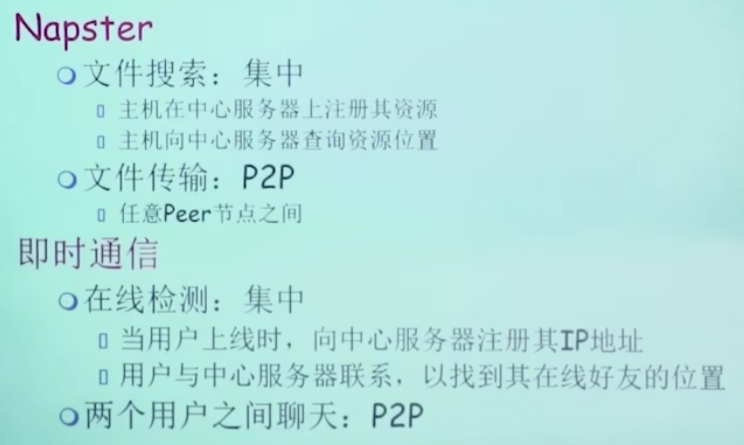 Napster
文件搜索：集中
主机在中心服务器上注册其资源
主机向中心服务器查询资源位置
文件传输：P2P
任意Peer节点之间
即时通信
在线检测：集中
当用户上线时，向中心服务器注册其IP地址
用户与中心服务器联系，以找到其在线好友的位置
两个用户之间聊天：P2P